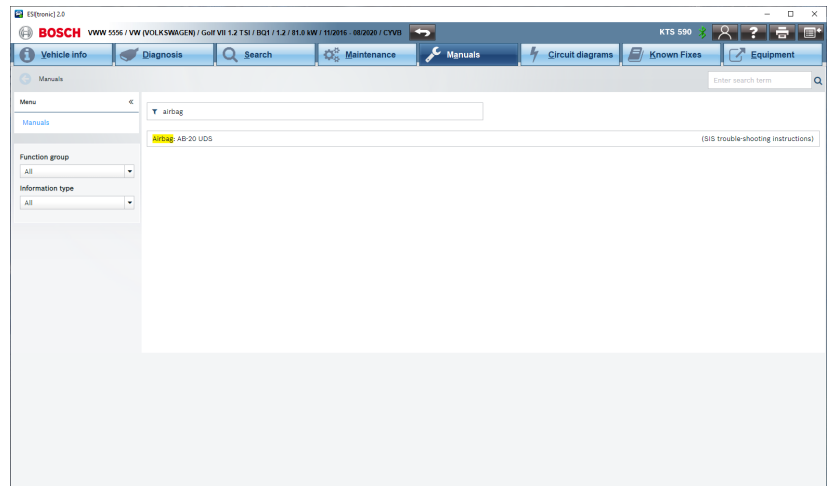 ESI[tronic] 2.0
BOSCH VWW 5556 / VW (VOLKSWAGEN) / Golf VII 1.2 TSI / BQ1 / 1.2 / 81.0 kW / 11/2016 - 08/2020 / CYVB KTS 590 ?
Vehicle info Diagnosis Search Maintenance Manuals Circuit diagrams Known Fixes Equipment
Manuals Enter search term
Menu «
Manuals
airbag
Airbag: AB-20 UDS (SIS trouble-shooting instructions)
Function group
All
Information type
All